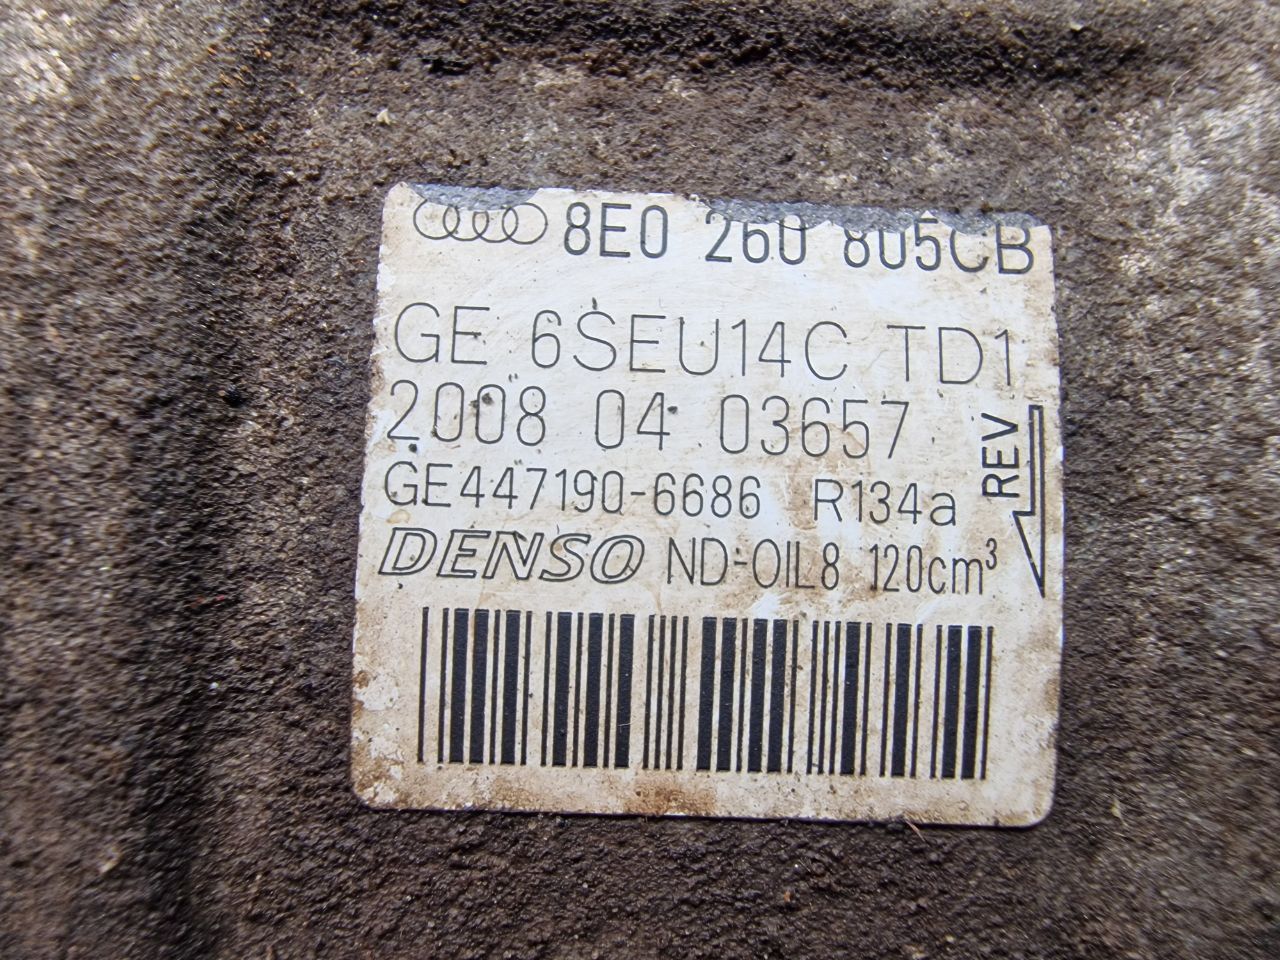 8E0 260 805CB
GE 6SEU14C TD1
2008 04 03657
GE447190-6686 R134a
REV
DENSO ND-OIL8 120cm³